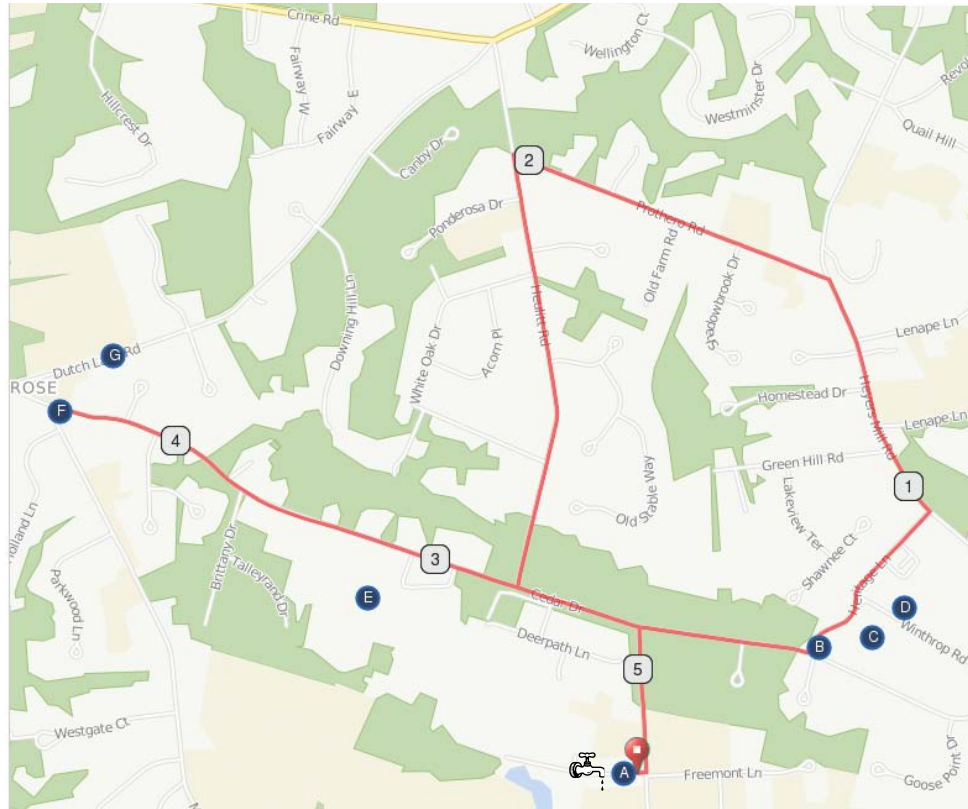 Crine Rd
Wellington Ct
Fairway W
Fairway E
Hillcrest Dr
Westminster Dr
Quail Hill
Canby Dr
2
Ponderosa Dr
Prothero Rd
Old Farm Rd
Shadowbrook Dr
Heulitt Rd
Downing Hill Ln
White Oak Dr
Acorn Pl
Lenape Ln
G
Dutch Rd
ROSE
F
Homestead Dr
Heyers Mill Rd
Lenape Ln
4
Green Hill Rd
1
Lakeview Ter
Old Stable Way
Shawnee Ct
Holland Ln
Brittany Dr
3
Parkwood Ln
Talleyrand Dr
E
Cedar Dr
Heritage Ln
D
C
B
Winthrop Rd
Deerpath Ln
5
Westgate Ct
Goose Point Dr
A
Freemont Ln